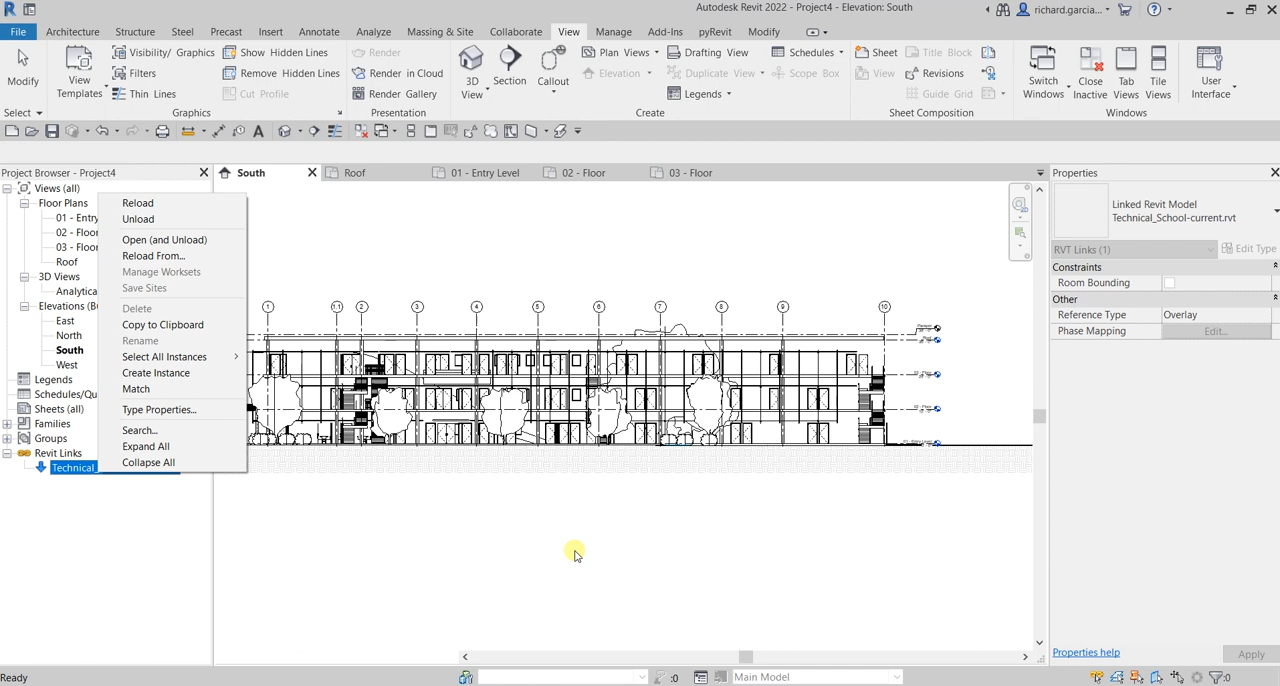 Autodesk Revit 2022 - Project4 - Elevation: South
richard.garcia...
File Architecture Structure Steel Precast Insert Annotate Analyze Massing & Site Collaborate View Manage Add-Ins pyRevit Modify
Modify
View Templates
Visibility/ Graphics
Filters
Thin Lines
Show Hidden Lines
Remove Hidden Lines
Cut Profile
Render
Render in Cloud
Render Gallery
3D View
Section
Callout
Plan Views
Elevation
Drafting View
Duplicate View
Legends
Schedules
Scope Box
Sheet
View
Title Block
Revisions
Guide Grid
Switch Windows
Close Inactive
Tab Views
Tile Views
User Interface
Select
Graphics
Presentation
Create
Sheet Composition
Windows
Project Browser - Project4
South
Roof
01 - Entry Level
02 - Floor
03 - Floor
Properties
Views (all)
Floor Plans
01 - Entry
02 - Floor
03 - Floor
Roof
3D Views
Analytica
Elevations (B
East
North
South
West
Legends
Schedules/Qu
Sheets (all)
Families
Groups
Revit Links
Technical_
Reload
Unload
Open (and Unload)
Reload From...
Manage Worksets
Save Sites
Delete
Copy to Clipboard
Rename
Select All Instances
Create Instance
Match
Type Properties...
Search...
Expand All
Collapse All
1 1.1 2 3 4 5 6 7 8 9 10
Linked Revit Model
Technical_School-current.rvt
RVT Links (1)
Edit Type
Constraints
Room Bounding
Other
Reference Type Overlay
Phase Mapping Edit...
Properties help
Apply
Ready
:0
Main Model
:0